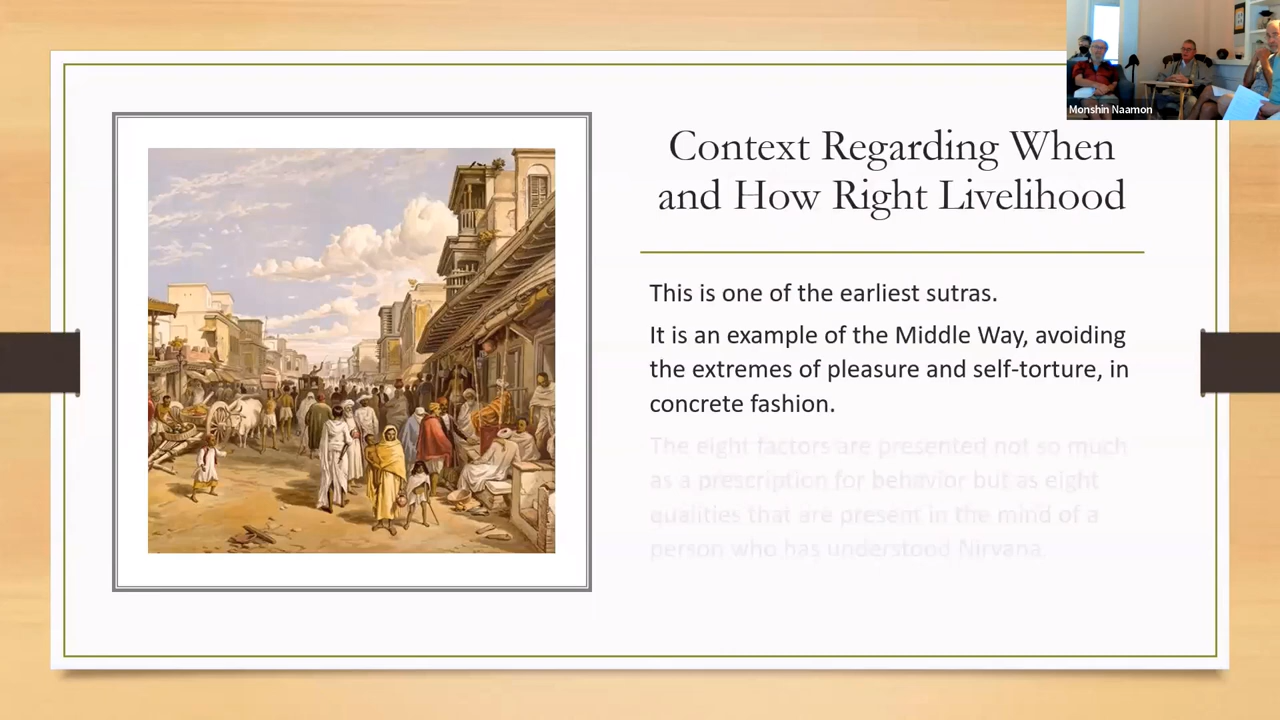 Monshin Naamon
Context Regarding When
and How Right Livelihood
This is one of the earliest sutras.
It is an example of the Middle Way, avoiding
the extremes of pleasure and self-torture, in
concrete fashion.
The eight factors are presented not so much
as a prescription for behavior but as eight
qualities that are present in the mind of a
person who has understood Nirvana